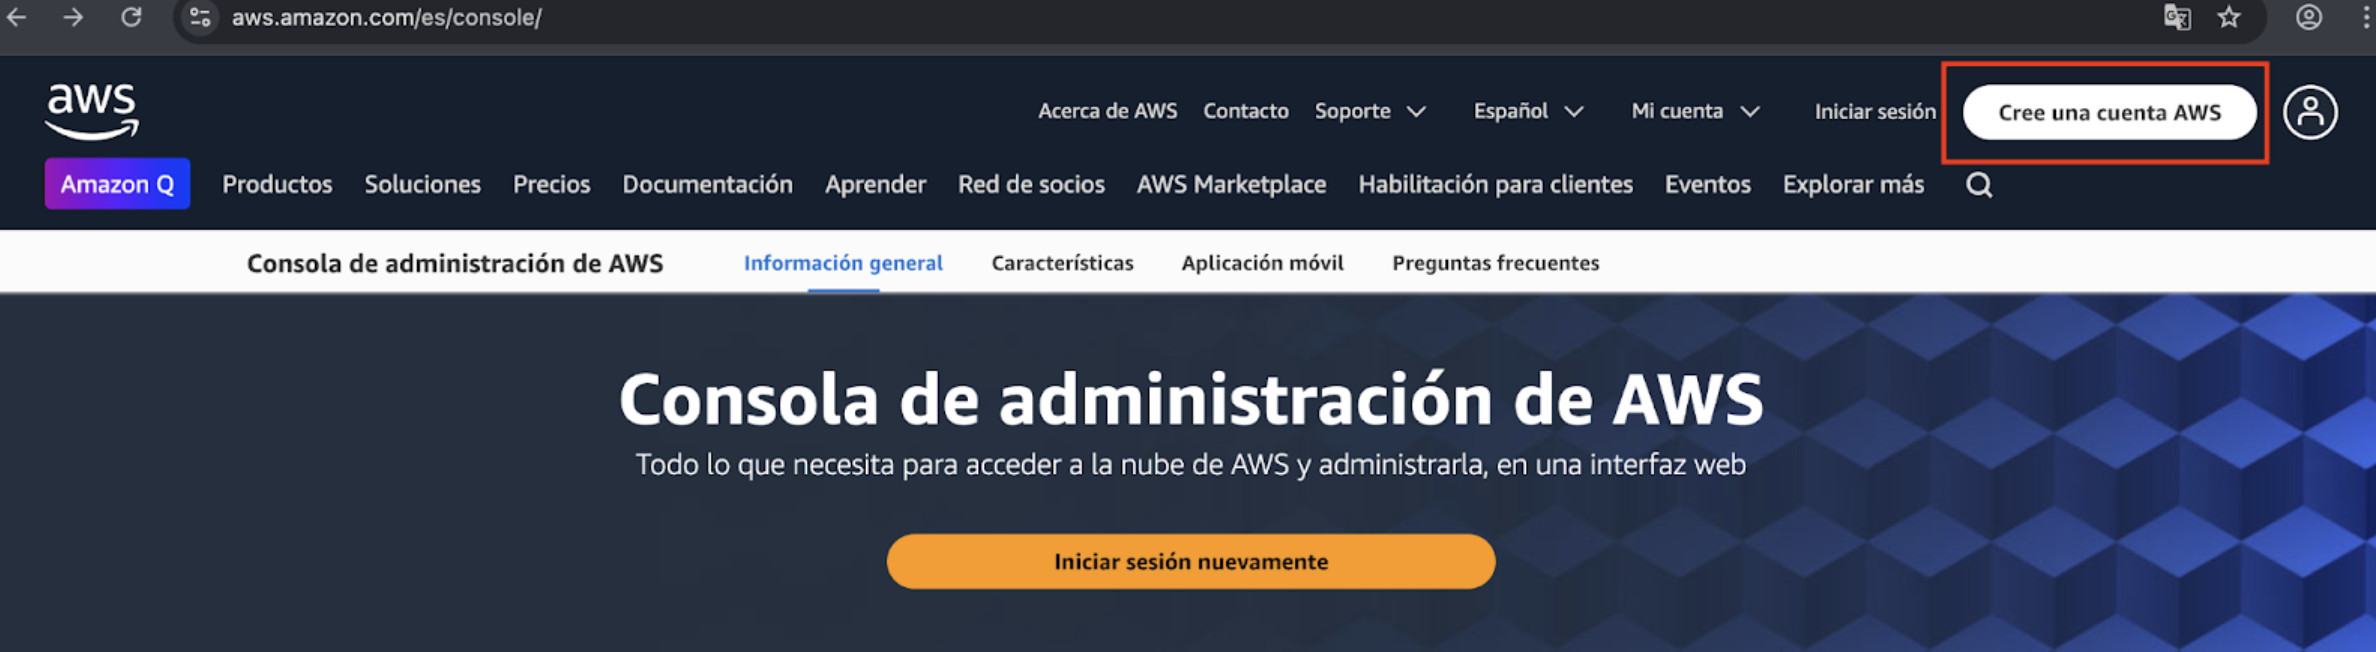 aws.amazon.com/es/console/
aws
Acerca de AWS Contacto Soporte Español Mi cuenta Iniciar sesión Cree una cuenta AWS
Amazon Q Productos Soluciones Precios Documentación Aprender Red de socios AWS Marketplace Habilitación para clientes Eventos Explorar más
Consola de administración de AWS Información general Características Aplicación móvil Preguntas frecuentes
Consola de administración de AWS
Todo lo que necesita para acceder a la nube de AWS y administrarla, en una interfaz web
Iniciar sesión nuevamente